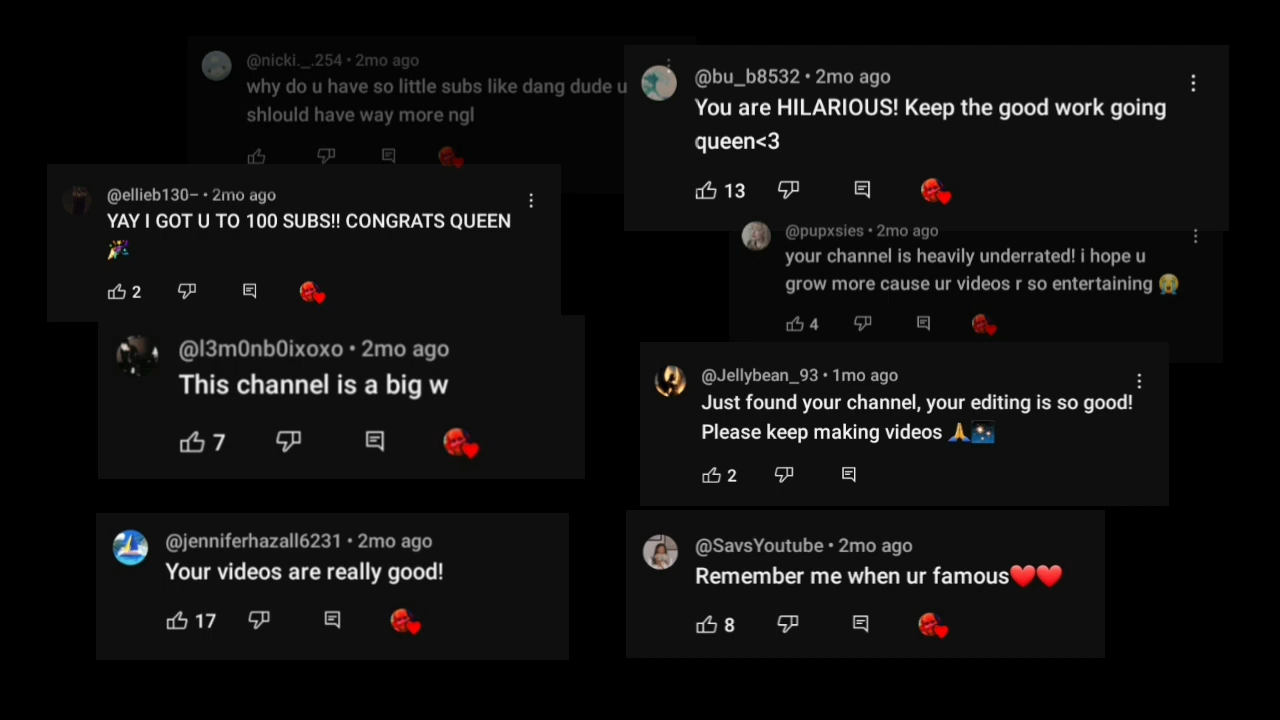 @nicki._.254 • 2mo ago
why do u have so little subs like dang dude u
shlould have way more ngl
@bu_b8532 • 2mo ago
You are HILARIOUS! Keep the good work going
queen<3
13
@ellieb130– • 2mo ago
YAY I GOT U TO 100 SUBS!! CONGRATS QUEEN
🎉
2
@pupxsies • 2mo ago
your channel is heavily underrated! i hope u
grow more cause ur videos r so entertaining 😭
4
@l3m0nb0ixoxo • 2mo ago
This channel is a big w
7
@Jellybean_93 • 1mo ago
Just found your channel, your editing is so good!
Please keep making videos 🙏🎇
2
@jenniferhazall6231 • 2mo ago
Your videos are really good!
17
@SavsYoutube • 2mo ago
Remember me when ur famous❤️❤️
8